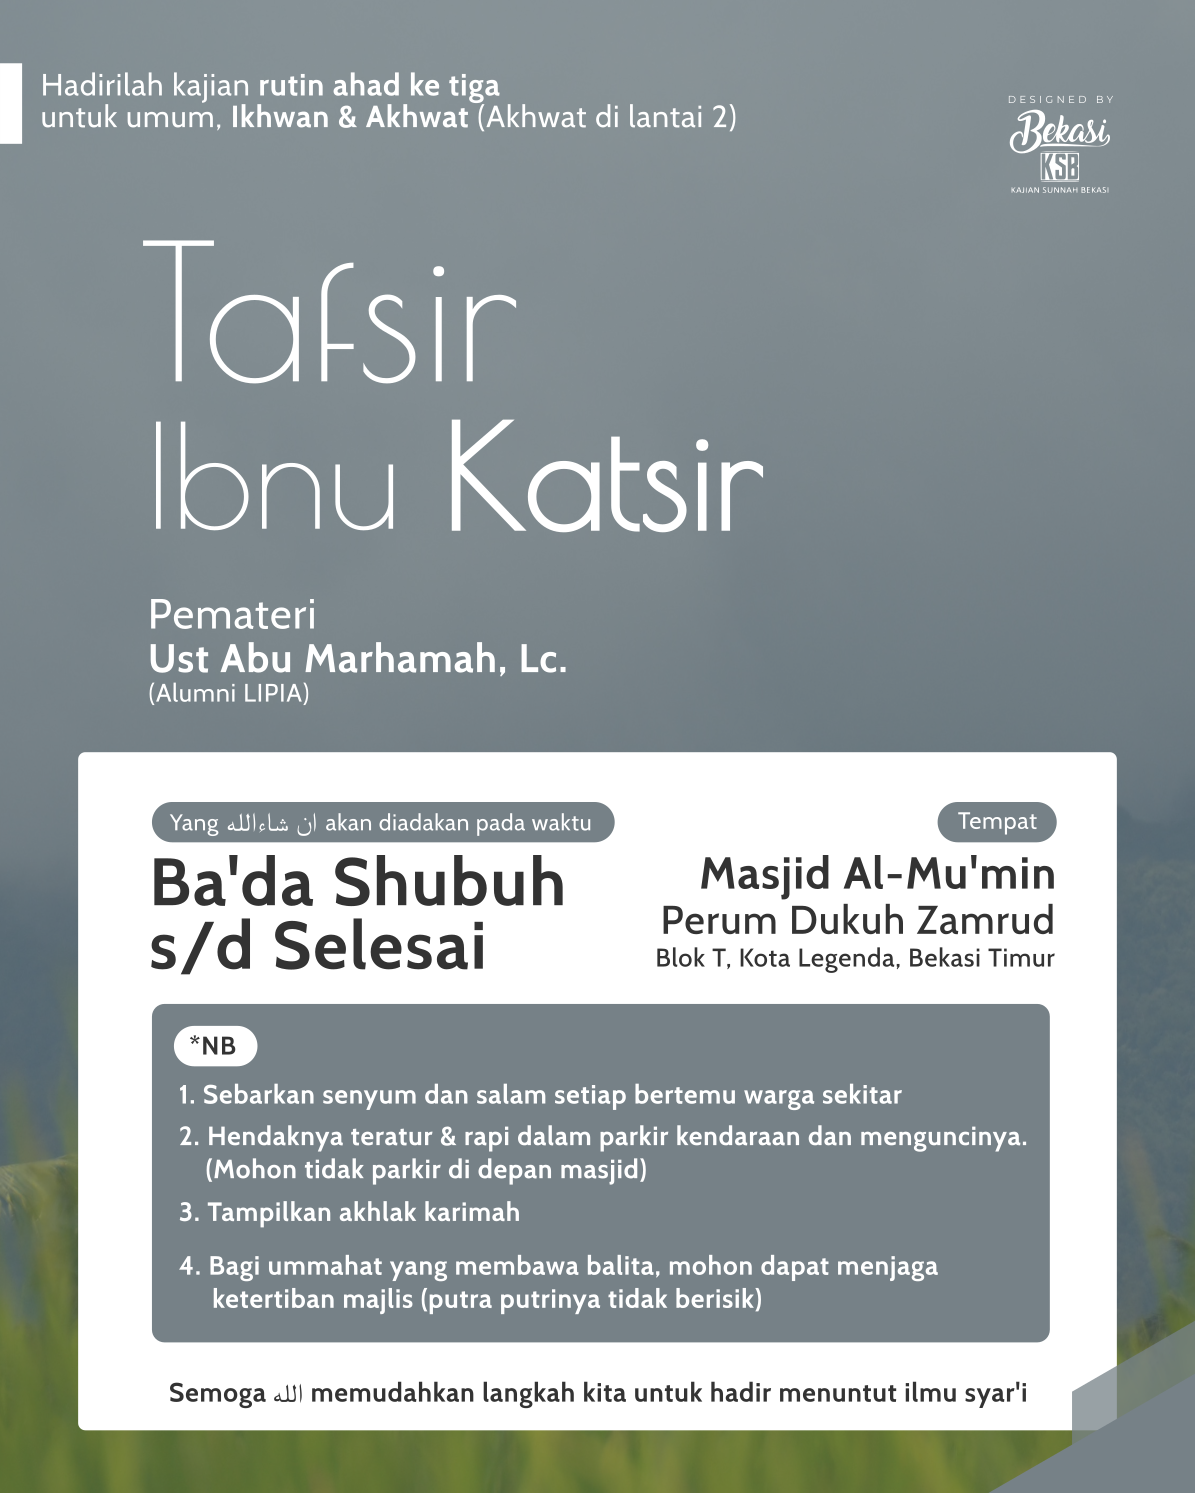 Hadirilah kajian rutin ahad ke tiga
untuk umum, Ikhwan & Akhwat (Akhwat di lantai 2)
DESIGNED BY
Bekasi
KSB
KAJIAN SUNNAH BEKASI
Tafsir
Ibnu Katsir
Pemateri
Ust Abu Marhamah, Lc.
(Alumni LIPIA)
Yang ان شاءالله akan diadakan pada waktu
Ba'da Shubuh
s/d Selesai
Tempat
Masjid Al-Mu'min
Perum Dukuh Zamrud
Blok T, Kota Legenda, Bekasi Timur
*NB
1. Sebarkan senyum dan salam setiap bertemu warga sekitar
2. Hendaknya teratur & rapi dalam parkir kendaraan dan menguncinya.
(Mohon tidak parkir di depan masjid)
3. Tampilkan akhlak karimah
4. Bagi ummahat yang membawa balita, mohon dapat menjaga
ketertiban majlis (putra putrinya tidak berisik)
Semoga الله memudahkan langkah kita untuk hadir menuntut ilmu syar'i